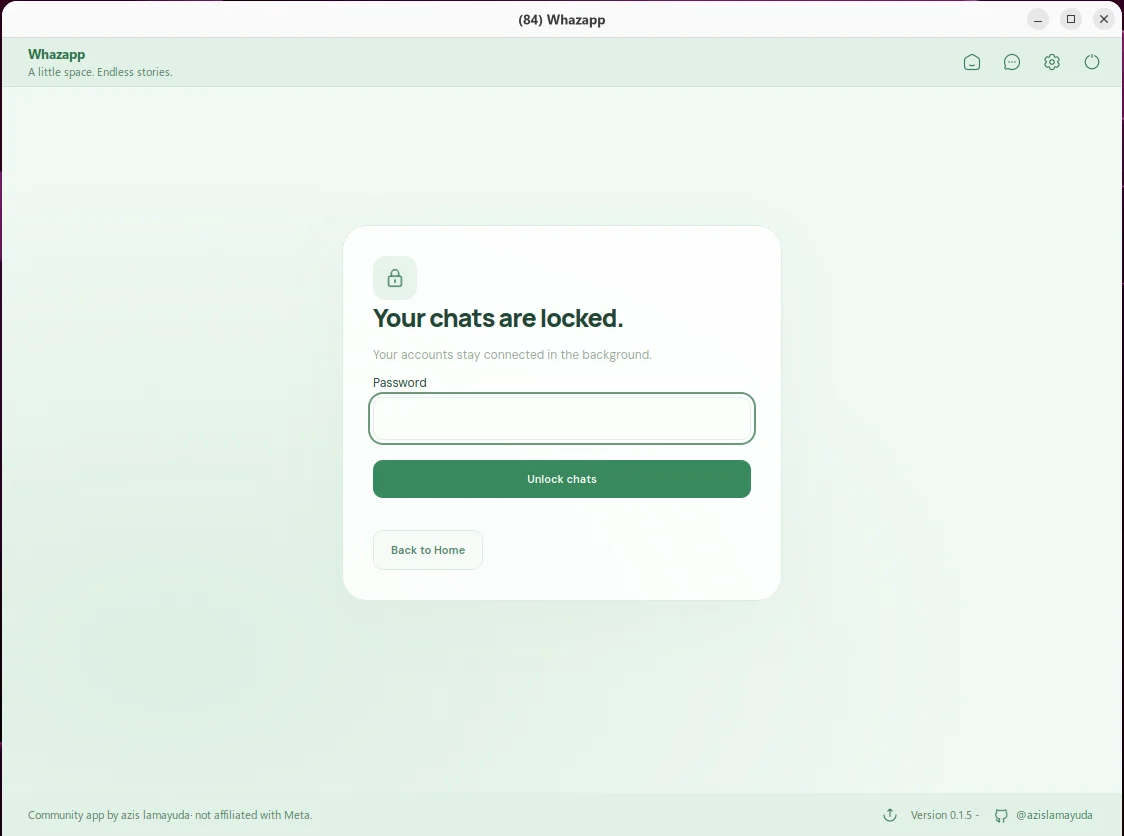 (84) Whazapp
Whazapp
A little space. Endless stories.
Your chats are locked.
Your accounts stay connected in the background.
Password
Unlock chats
Back to Home
Community app by azis lamayuda· not affiliated with Meta.
Version 0.1.5 -
@azislamayuda